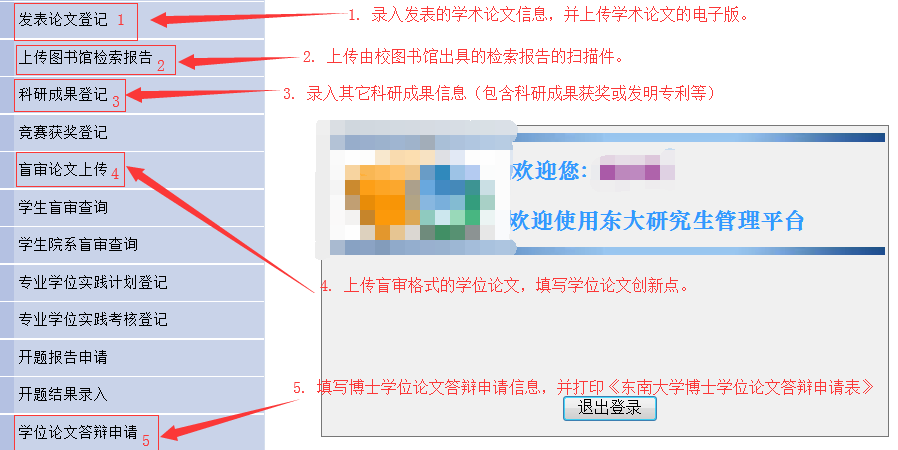 发表论文登记 1
1. 录入发表的学术论文信息，并上传学术论文的电子版。
上传图书馆检索报告 2
2. 上传由校图书馆出具的检索报告的扫描件。
科研成果登记 3
3. 录入其它科研成果信息（包含科研成果获奖或发明专利等）
竞赛获奖登记
盲审论文上传 4
欢迎您:
学生盲审查询
欢迎使用东大研究生管理平台
学生院系盲审查询
专业学位实践计划登记
4. 上传盲审格式的学位论文，填写学位论文创新点。
专业学位实践考核登记
开题报告申请
开题结果录入
5. 填写博士学位论文答辩申请信息，并打印《东南大学博士学位论文答辩申请表》
退出登录
学位论文答辩申请 5